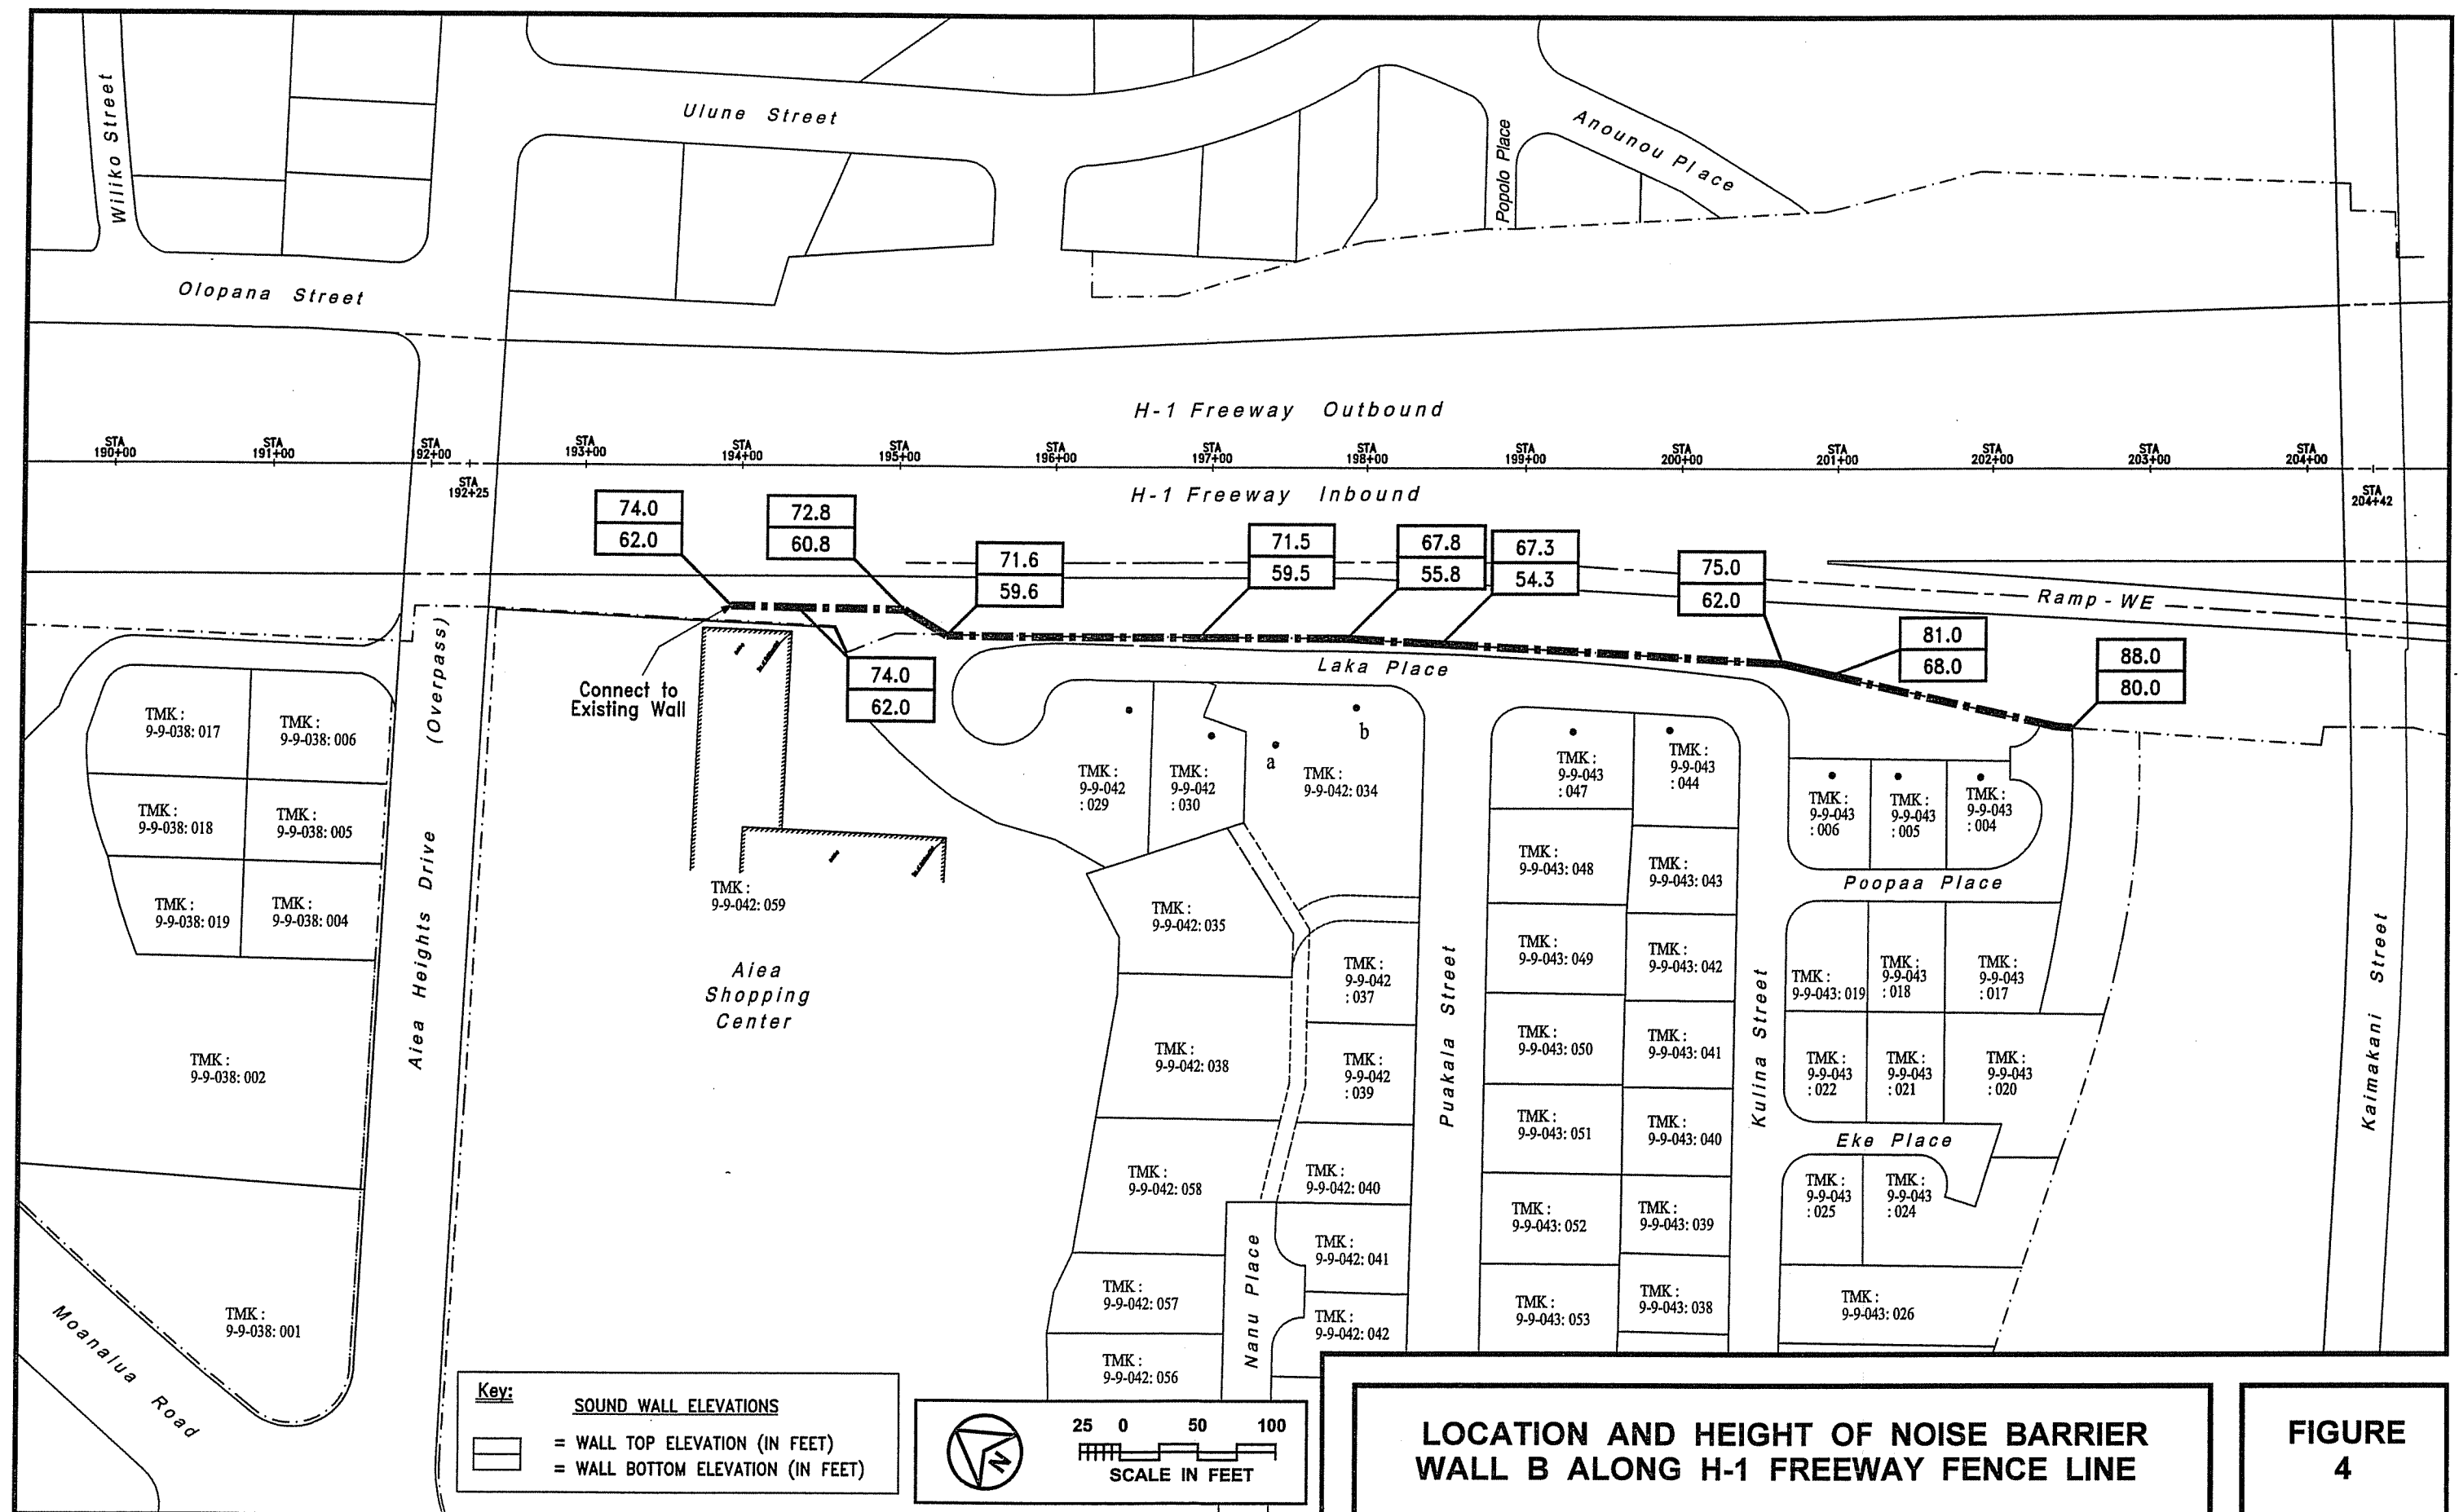 Wiliko Street
Ulune Street
Popolo Place
Anounou Place
Olopana Street
H-1 Freeway Outbound
STA
190+00
STA
191+00
STA
192+00
STA
193+00
STA
194+00
STA
195+00
STA
196+00
STA
197+00
STA
198+00
STA
199+00
STA
200+00
STA
201+00
STA
202+00
STA
203+00
STA
204+00
STA
192+25
H-1 Freeway Inbound
STA
204+42
74.0
62.0
72.8
60.8
71.6
59.6
71.5
59.5
67.8
55.8
67.3
54.3
75.0
62.0
Ramp-WE
81.0
68.0
88.0
80.0
74.0
62.0
Connect to
Existing Wall
Laka Place
Aiea Heights Drive (Overpass)
TMK :
9-9-038: 017
TMK :
9-9-038: 006
TMK :
9-9-038: 018
TMK :
9-9-038: 005
TMK :
9-9-038: 019
TMK :
9-9-038: 004
TMK :
9-9-038: 002
TMK :
9-9-038: 001
Moanalua Road
TMK :
9-9-042: 059
Aiea
Shopping
Center
TMK :
9-9-042
: 029
TMK :
9-9-042
: 030
a
b
TMK :
9-9-042: 034
TMK :
9-9-042: 035
TMK :
9-9-042
: 037
TMK :
9-9-042: 038
TMK :
9-9-042
: 039
TMK :
9-9-042: 058
TMK :
9-9-042: 040
TMK :
9-9-042: 041
TMK :
9-9-042: 057
TMK :
9-9-042: 042
TMK :
9-9-042: 056
Nanu Place
Puakala Street
TMK :
9-9-043
: 047
TMK :
9-9-043
: 044
TMK :
9-9-043: 048
TMK :
9-9-043: 043
TMK :
9-9-043: 049
TMK :
9-9-043: 042
TMK :
9-9-043: 050
TMK :
9-9-043: 041
TMK :
9-9-043: 051
TMK :
9-9-043: 040
TMK :
9-9-043: 052
TMK :
9-9-043: 039
TMK :
9-9-043: 053
TMK :
9-9-043: 038
Kulina Street
TMK :
9-9-043
: 006
TMK :
9-9-043
: 005
TMK :
9-9-043
: 004
Poopaa Place
TMK :
9-9-043: 019
TMK :
9-9-043
: 018
TMK :
9-9-043
: 017
TMK :
9-9-043
: 022
TMK :
9-9-043
: 021
TMK :
9-9-043
: 020
Eke Place
TMK :
9-9-043
: 025
TMK :
9-9-043
: 024
TMK :
9-9-043: 026
Kaimakani Street
Key:
SOUND WALL ELEVATIONS
= WALL TOP ELEVATION (IN FEET)
= WALL BOTTOM ELEVATION (IN FEET)
N
25 0 50 100
SCALE IN FEET
LOCATION AND HEIGHT OF NOISE BARRIER
WALL B ALONG H-1 FREEWAY FENCE LINE
FIGURE
4